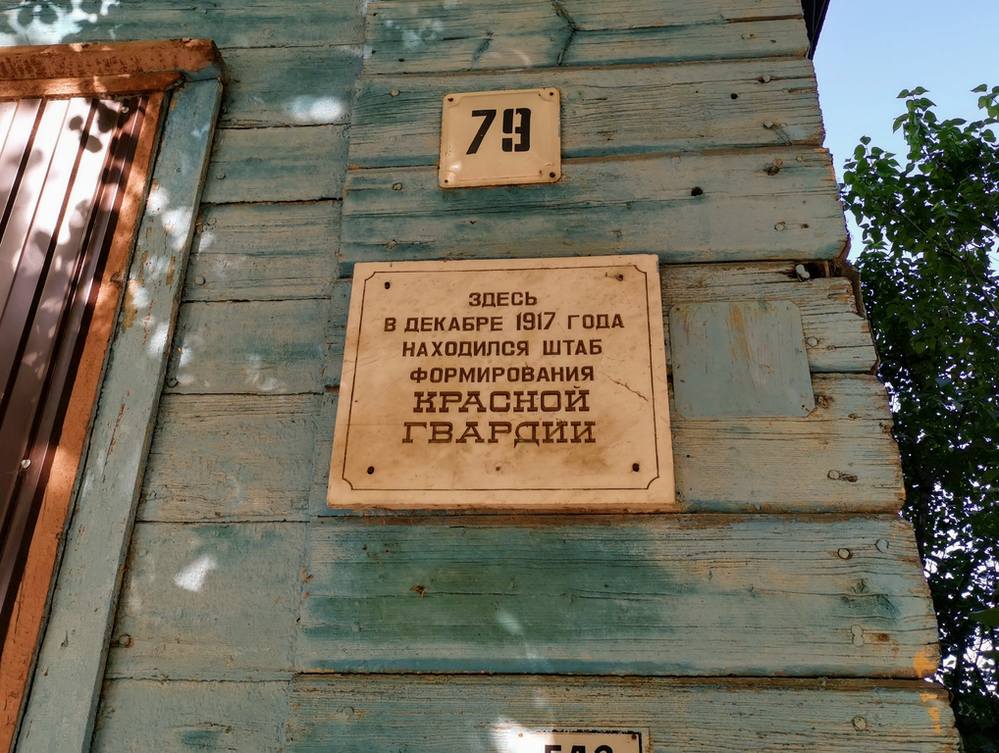 79
ЗДЕСЬ
В ДЕКАБРЕ 1917 ГОДА
НАХОДИЛСЯ ШТАБ
ФОРМИРОВАНИЯ
КРАСНОЙ
ГВАРДИИ